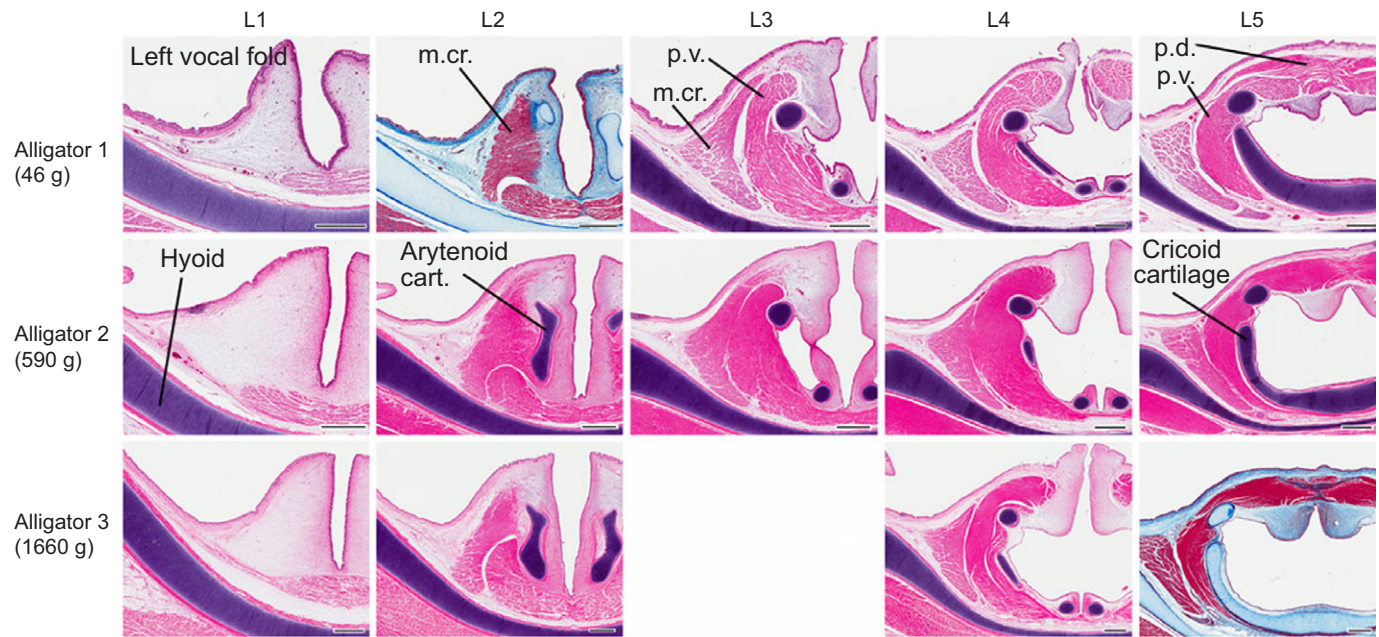 L1 L2 L3 L4 L5
Left vocal fold
m.cr.
p.v.
m.cr.
p.d.
p.v.
Alligator 1
(46 g)
Hyoid
Arytenoid
cart.
Cricoid
cartilage
Alligator 2
(590 g)
Alligator 3
(1660 g)